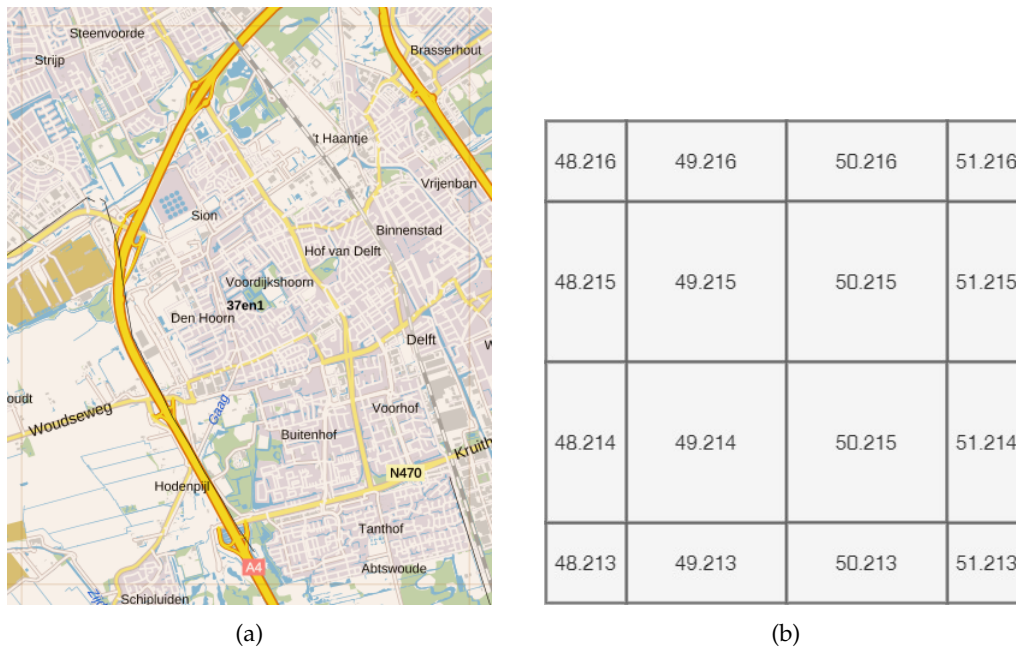 Steenvoorde
Strijp
Brasserhout
't Haantje
Vrijenban
Sion
Binnenstad
Hof van Delft
Voordijkshoorn
37en1
Den Hoorn
Delft
W
oudt
Woudseweg
Gaag
Voorhof
Buitenhof
Kruith
N470
Hodenpijl
Tanthof
A4
Abtswoude
Schipluiden
(a)
48.216 49.216 50.216 51.216
48.215 49.215 50.215 51.215
48.214 49.214 50.215 51.214
48.213 49.213 50.213 51.213
(b)